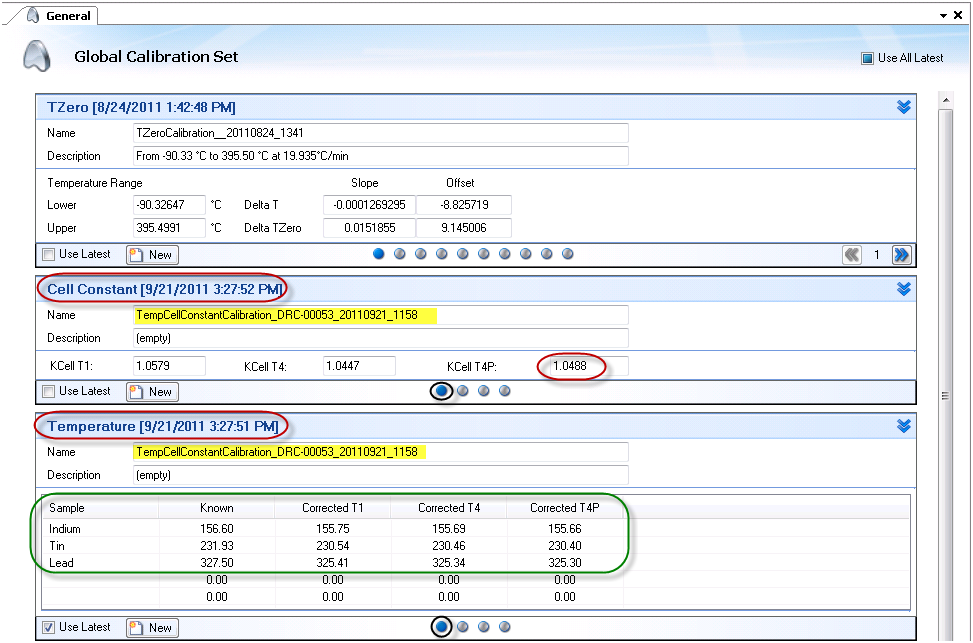 General
Global Calibration Set
Use All Latest
TZero [8/24/2011 1:42:48 PM]
Name TZeroCalibration__20110824_1341
Description From -90.33 °C to 395.50 °C at 19.935°C/min
Temperature Range Slope Offset
Lower -90.32647 °C Delta T -0.0001269295 -8.825719
Upper 395.4991 °C Delta TZero 0.0151855 9.145006
Use Latest New 1
Cell Constant [9/21/2011 3:27:52 PM]
Name TempCellConstantCalibration_DRC-00053_20110921_1158
Description (empty)
KCell T1: 1.0579 KCell T4: 1.0447 KCell T4P: 1.0488
Use Latest New
Temperature [9/21/2011 3:27:51 PM]
Name TempCellConstantCalibration_DRC-00053_20110921_1158
Description (empty)
Sample Known Corrected T1 Corrected T4 Corrected T4P
Indium 156.60 155.75 155.69 155.66
Tin 231.93 230.54 230.46 230.40
Lead 327.50 325.41 325.34 325.30
0.00 0.00 0.00 0.00
0.00 0.00 0.00 0.00
Use Latest New